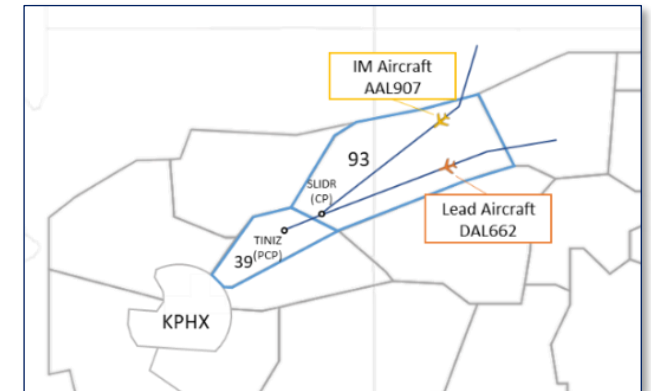 IM Aircraft
AAL907
93
SLIDR
(CP)
Lead Aircraft
DAL662
TINIZ
39
(PCP)
KPHX